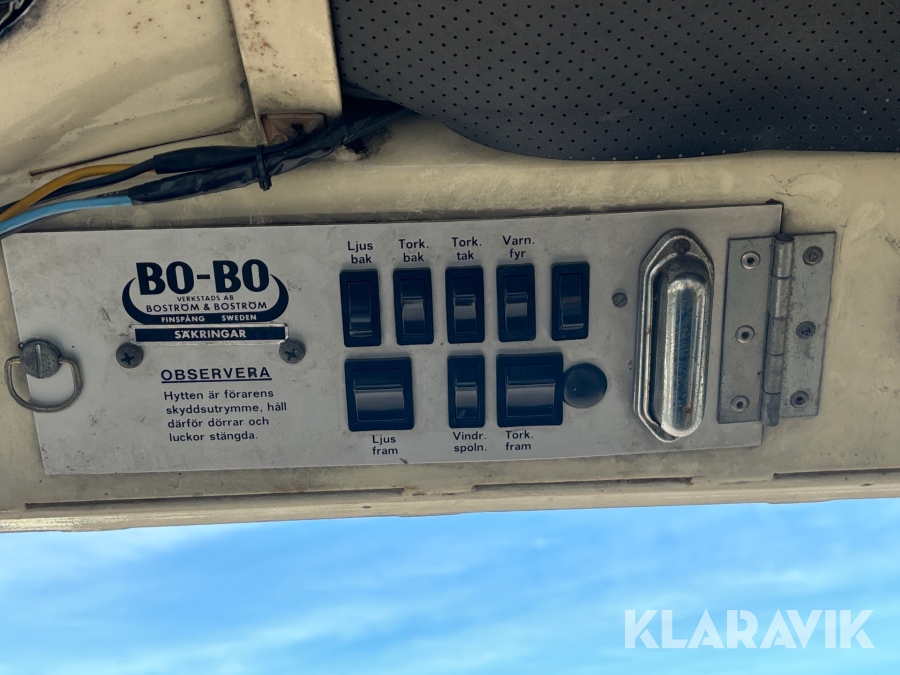 BO-BO
VERKSTADS AB
BOSTRÖM & BOSTRÖM
FINSPÅNG SWEDEN
SÄKRINGAR
OBSERVERA
Hytten är förarens
skyddsutrymme, håll
därför dörrar och
luckor stängda.
Ljus
bak
Tork.
bak
Tork.
tak
Varn.
fyr
Ljus
fram
Vindr.
spoln.
Tork.
fram
KLARAVIK